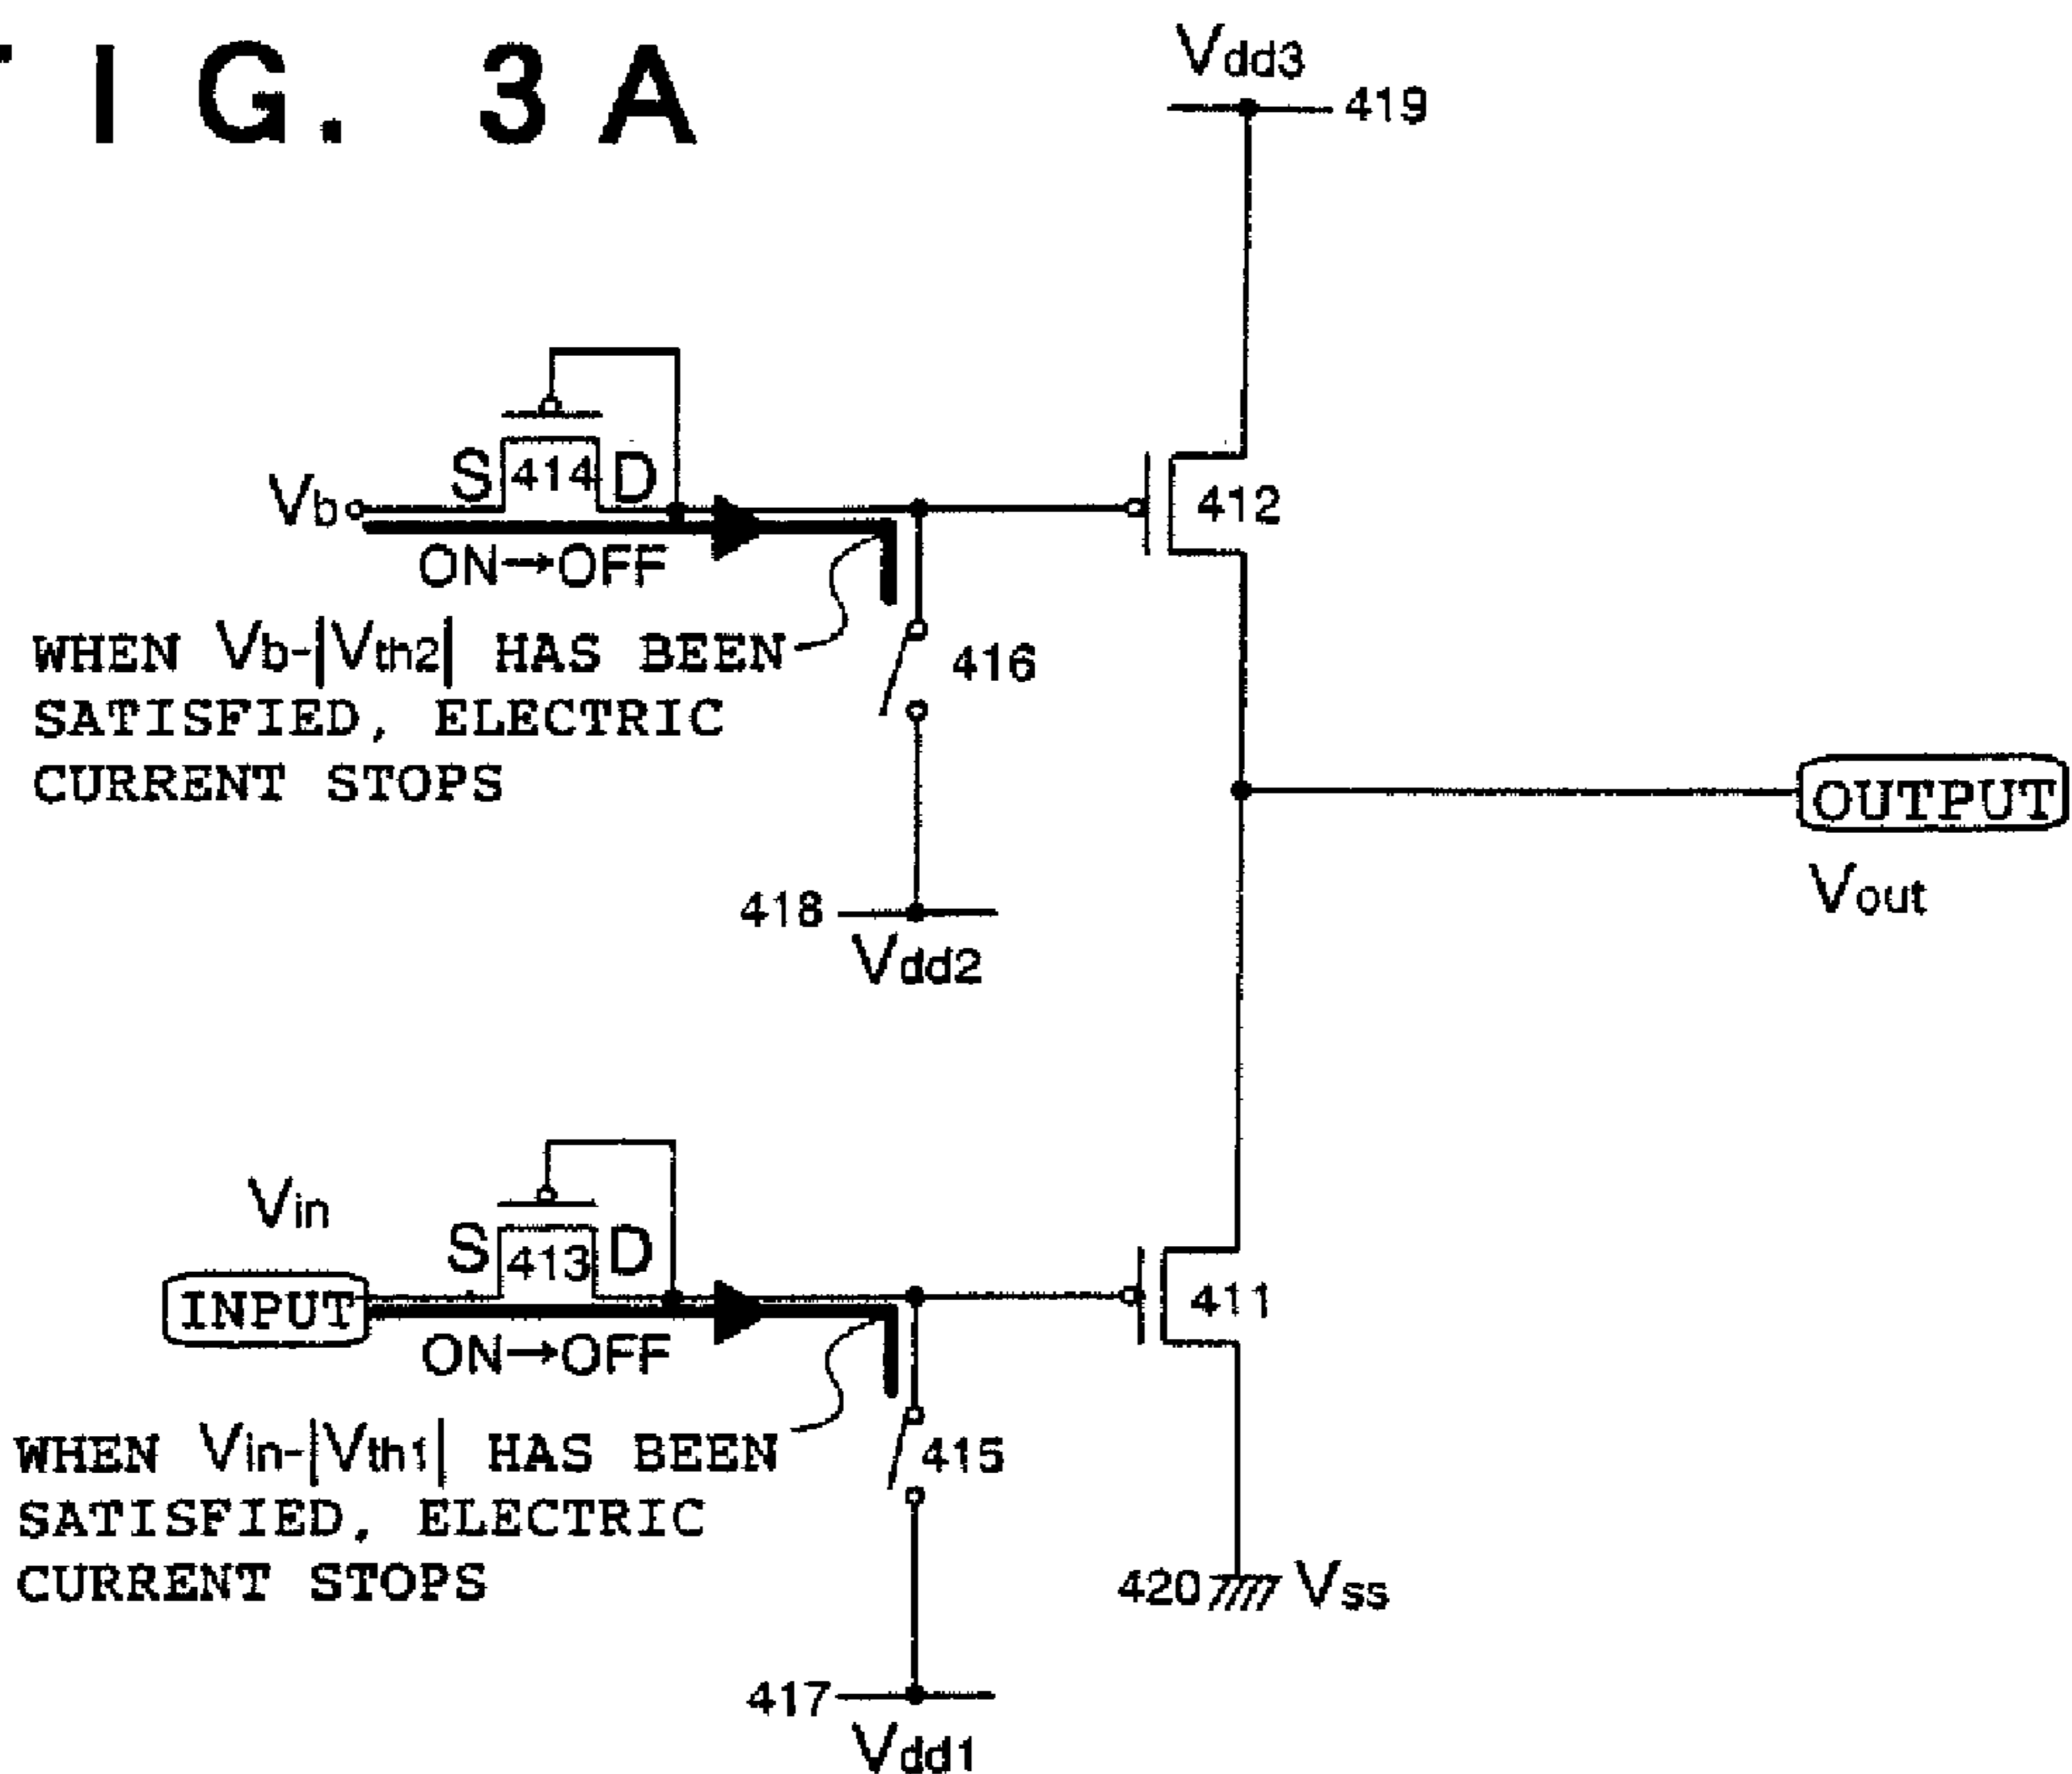 FIG. 3A
Vdd3
419
S 414 D
Vb
412
ON→OFF
WHEN Vb-|Vth2| HAS BEEN
SATISFIED, ELECTRIC
CURRENT STOPS
416
OUTPUT
Vout
418
Vdd2
Vin
S 413 D
INPUT
411
ON→OFF
WHEN Vin-|Vth1| HAS BEEN
SATISFIED, ELECTRIC
CURRENT STOPS
415
420 Vss
417
Vdd1